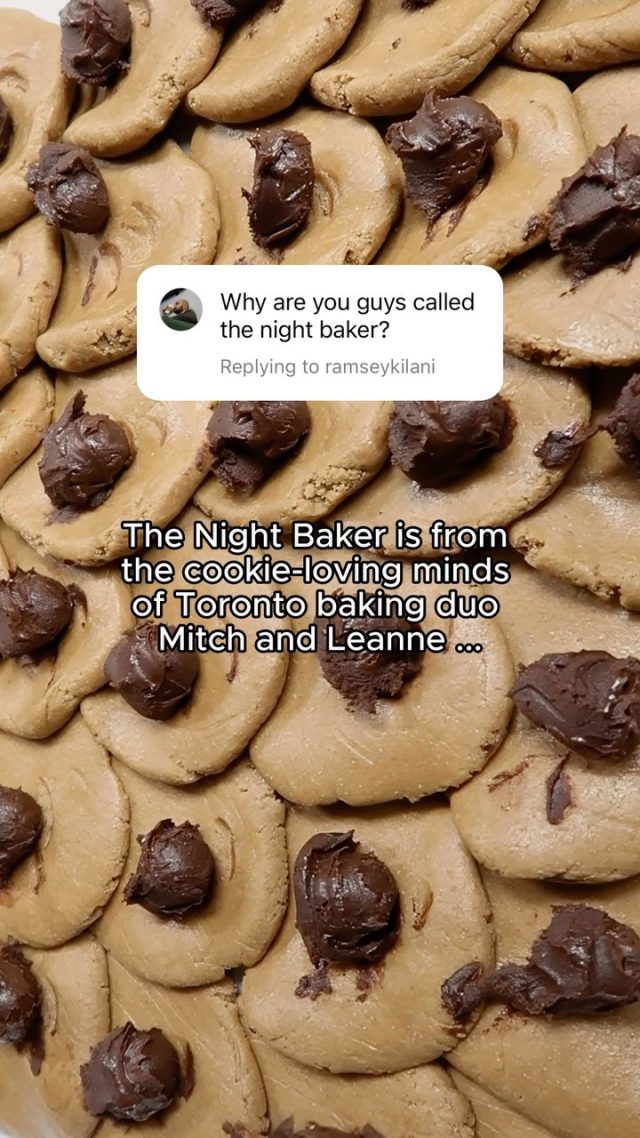 Why are you guys called
the night baker?
Replying to ramseykilani
The Night Baker is from
the cookie-loving minds
of Toronto baking duo
Mitch and Leanne ...